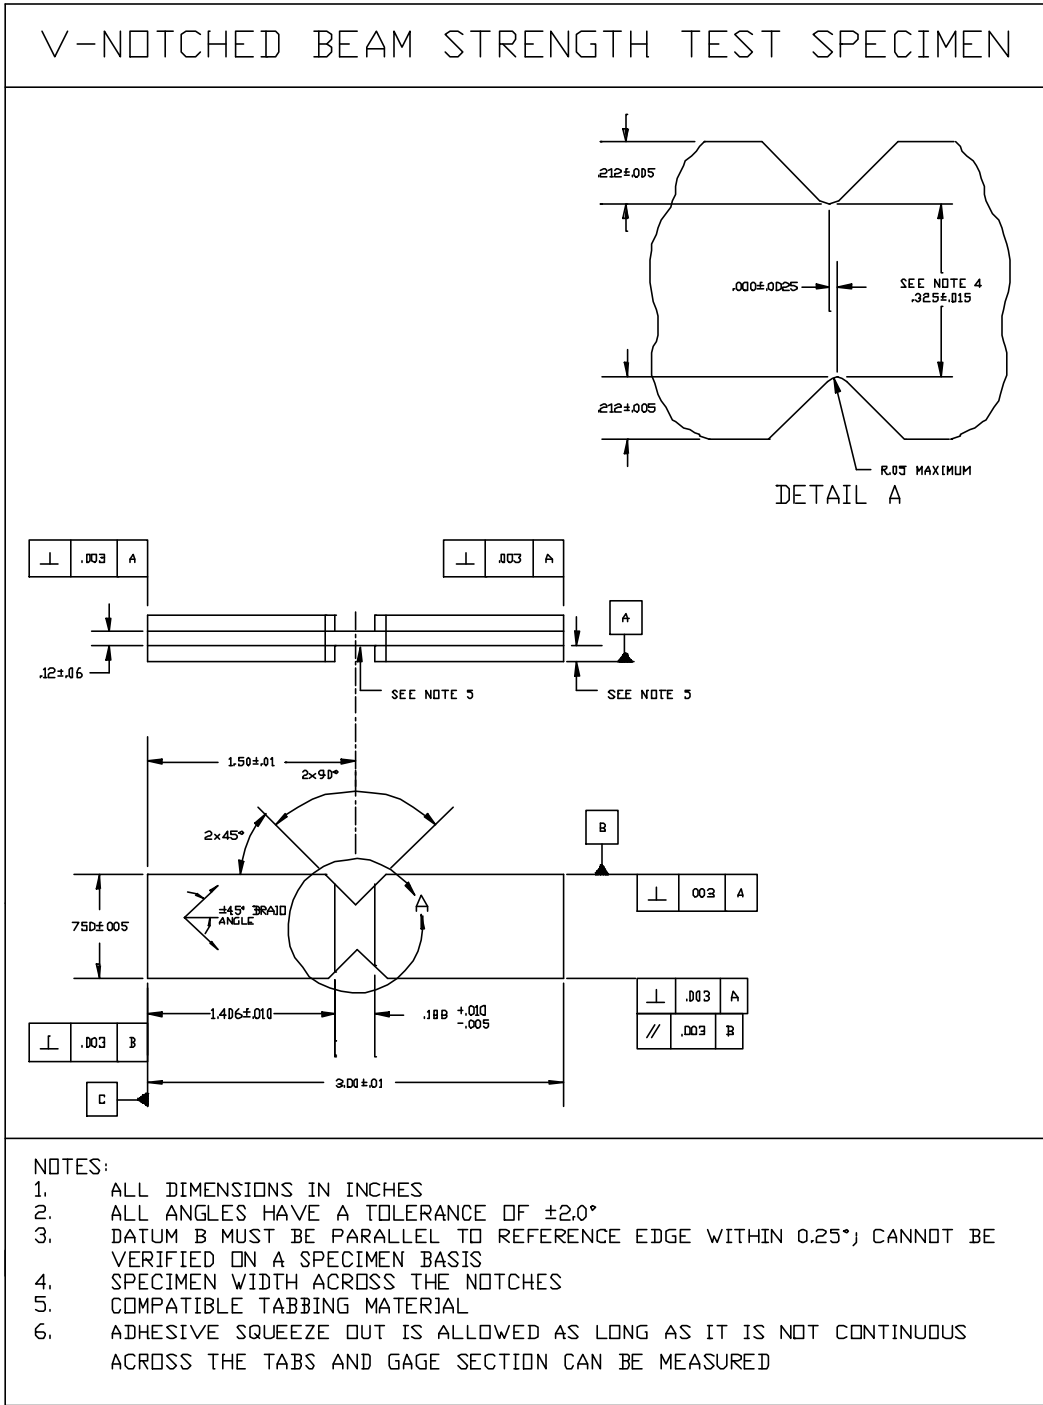 V-NOTCHED BEAM STRENGTH TEST SPECIMEN
.212±.005
.000±.0025
SEE NOTE 4
.325±.015
.212±.005
R.05 MAXIMUM
DETAIL A
⊥ .003 A
⊥ .003 A
A
.12±.06
SEE NOTE 5
SEE NOTE 5
1.50±.01
2x90°
2x45°
B
⊥ 003 A
±45° BRAID
ANGLE
A
750±005
1.406±.010
.188 +.010
-.005
⊥ .003 A
// .003 B
⊥ .003 B
3.00±.01
C
NOTES:
1. ALL DIMENSIONS IN INCHES
2. ALL ANGLES HAVE A TOLERANCE OF ±2.0°
3. DATUM B MUST BE PARALLEL TO REFERENCE EDGE WITHIN 0.25°; CANNOT BE
VERIFIED ON A SPECIMEN BASIS
4. SPECIMEN WIDTH ACROSS THE NOTCHES
5. COMPATIBLE TABBING MATERIAL
6. ADHESIVE SQUEEZE OUT IS ALLOWED AS LONG AS IT IS NOT CONTINUOUS
ACROSS THE TABS AND GAGE SECTION CAN BE MEASURED